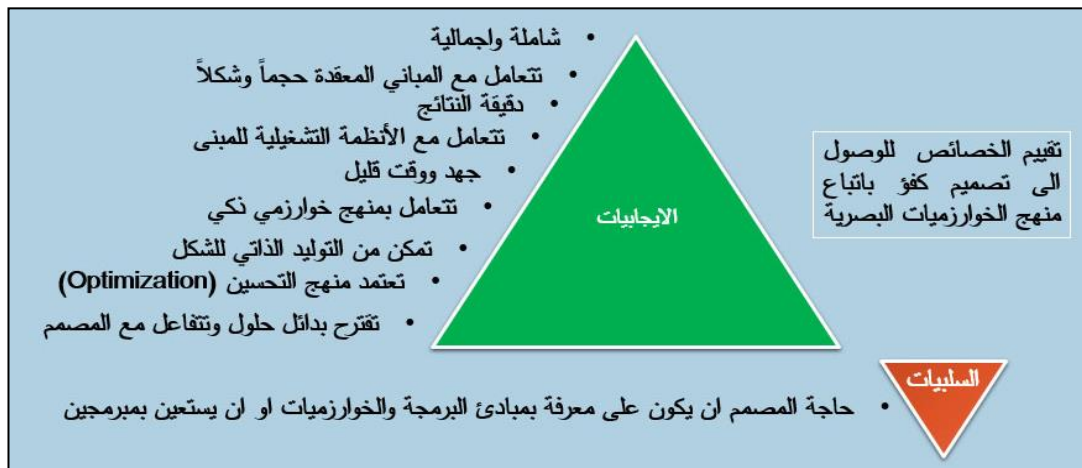 تقييم الخصائص للوصول
الى تصميم كفؤ باتباع
منهج الخوارزميات البصرية
الايجابيات
• شاملة واجمالية
• تتعامل مع المباني المعقدة حجماً وشكلاً
• دقيقة النتائج
• تتعامل مع الأنظمة التشغيلية للمبنى
• جهد ووقت قليل
• تتعامل بمنهج خوارزمي ذكي
• تمكن من التوليد الذاتي للشكل
• تعتمد منهج التحسين (Optimization)
• تقترح بدائل حلول وتتفاعل مع المصمم
السلبيات
• حاجة المصمم ان يكون على معرفة بمبادئ البرمجة والخوارزميات او ان يستعين بمبرمجين